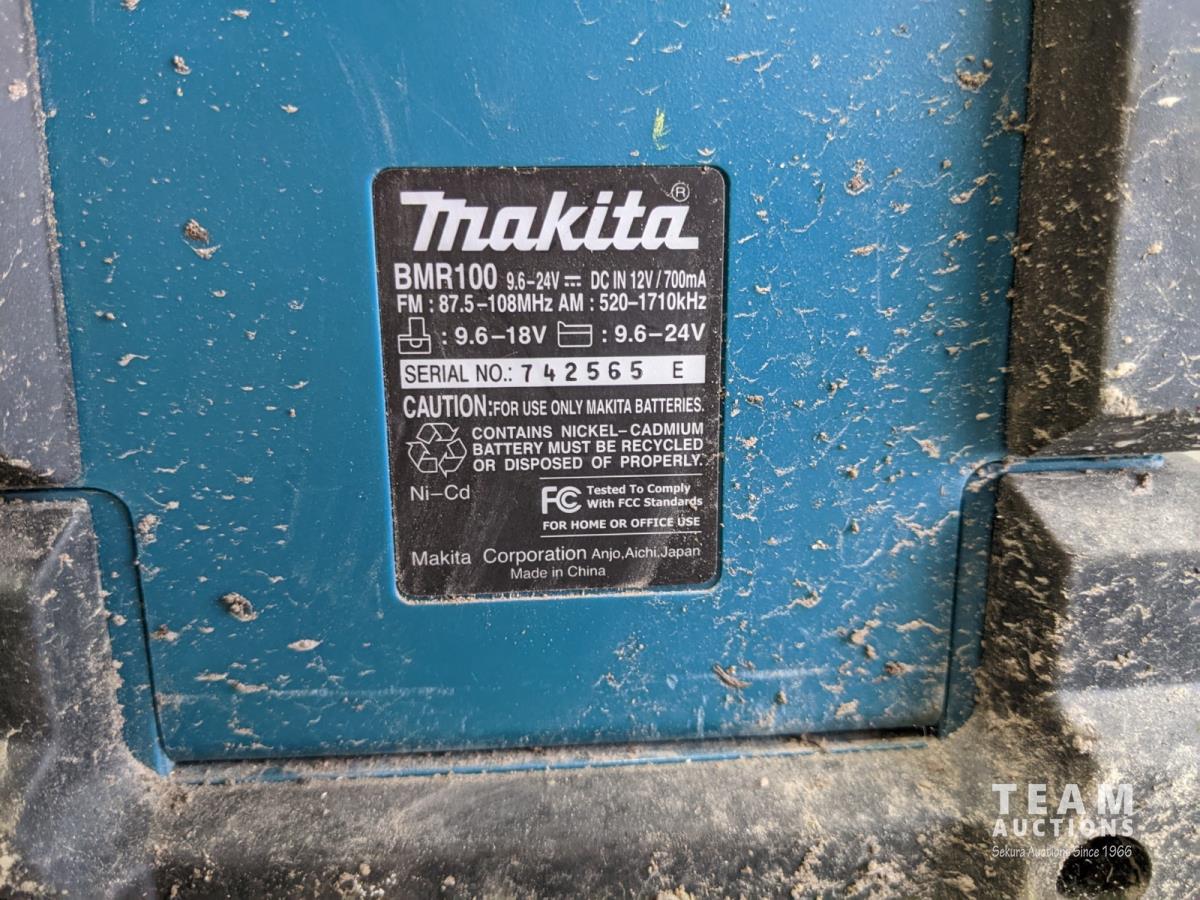 makita®
BMR100 9.6–24V ⎓ DC IN 12V / 700mA
FM : 87.5–108MHz AM : 520–1710kHz
: 9.6–18V : 9.6–24V
SERIAL NO.: 742565 E
CAUTION:FOR USE ONLY MAKITA BATTERIES.
CONTAINS NICKEL–CADMIUM
BATTERY MUST BE RECYCLED
OR DISPOSED OF PROPERLY.
Ni–Cd
FC Tested To Comply
With FCC Standards
FOR HOME OR OFFICE USE
Makita Corporation Anjo,Aichi,Japan
Made in China
TEAM
AUCTIONS
Sekura Auctions Since 1966